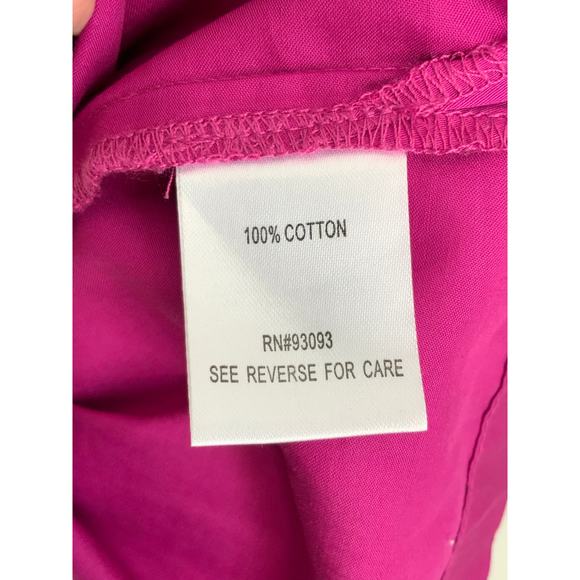 100% COTTON
RN#93093
SEE REVERSE FOR CARE